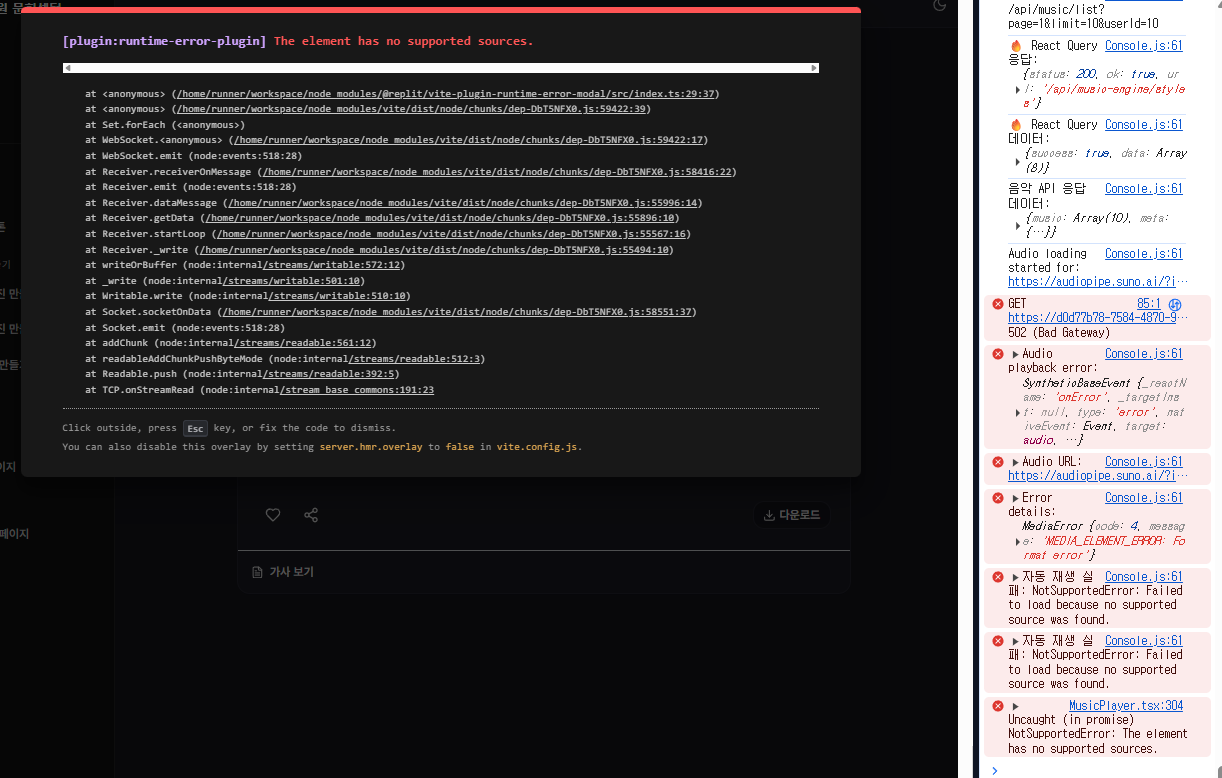 [plugin:runtime-error-plugin] The element has no supported sources.
at <anonymous> (/home/runner/workspace/node_modules/@replit/vite-plugin-runtime-error-modal/src/index.ts:29:37)
at <anonymous> (/home/runner/workspace/node_modules/vite/dist/node/chunks/dep-DbT5NFX0.js:59422:39)
at Set.forEach (<anonymous>)
at WebSocket.<anonymous> (/home/runner/workspace/node_modules/vite/dist/node/chunks/dep-DbT5NFX0.js:59422:17)
at WebSocket.emit (node:events:518:28)
at Receiver.receiverOnMessage (/home/runner/workspace/node_modules/vite/dist/node/chunks/dep-DbT5NFX0.js:58416:22)
at Receiver.emit (node:events:518:28)
at Receiver.dataMessage (/home/runner/workspace/node_modules/vite/dist/node/chunks/dep-DbT5NFX0.js:55996:14)
at Receiver.getData (/home/runner/workspace/node_modules/vite/dist/node/chunks/dep-DbT5NFX0.js:55896:10)
at Receiver.startLoop (/home/runner/workspace/node_modules/vite/dist/node/chunks/dep-DbT5NFX0.js:55567:16)
at Receiver._write (/home/runner/workspace/node_modules/vite/dist/node/chunks/dep-DbT5NFX0.js:55494:10)
at writeOrBuffer (node:internal/streams/writable:572:12)
at _write (node:internal/streams/writable:501:10)
at Writable.write (node:internal/streams/writable:510:10)
at Socket.socketOnData (/home/runner/workspace/node_modules/vite/dist/node/chunks/dep-DbT5NFX0.js:58551:37)
at Socket.emit (node:events:518:28)
at addChunk (node:internal/streams/readable:561:12)
at readableAddChunkPushByteMode (node:internal/streams/readable:512:3)
at Readable.push (node:internal/streams/readable:392:5)
at TCP.onStreamRead (node:internal/stream_base_commons:191:23
Click outside, press Esc key, or fix the code to dismiss.
You can also disable this overlay by setting server.hmr.overlay to false in vite.config.js.
다운로드
가사 보기
페이지
/api/music/list?
page=1&limit=10&userId=10
🔥 React Query Console.js:61
응답:
{status: 200, ok: true, ur
l: '/api/music-engine/style
s'}
🔥 React Query Console.js:61
데이터:
{success: true, data: Array
(9)}
음악 API 응답 Console.js:61
데이터:
{music: Array(10), meta:
{…}}
Audio loading Console.js:61
started for:
https://audiopipe.suno.ai/?i…
GET 85:1
https://d0d77b78-7584-4870-9…
502 (Bad Gateway)
Audio Console.js:61
playback error:
SyntheticBaseEvent {_reactN
ame: 'onError', _targetIns
t: null, type: 'error', nat
iveEvent: Event, target:
audio, …}
Audio URL: Console.js:61
https://audiopipe.suno.ai/?i…
Error Console.js:61
details:
MediaError {code: 4, messag
e: 'MEDIA_ELEMENT_ERROR: Fo
rmat error'}
자동 재생 실 Console.js:61
패: NotSupportedError: Failed
to load because no supported
source was found.
자동 재생 실 Console.js:61
패: NotSupportedError: Failed
to load because no supported
source was found.
MusicPlayer.tsx:304
Uncaught (in promise)
NotSupportedError: The element
has no supported sources.